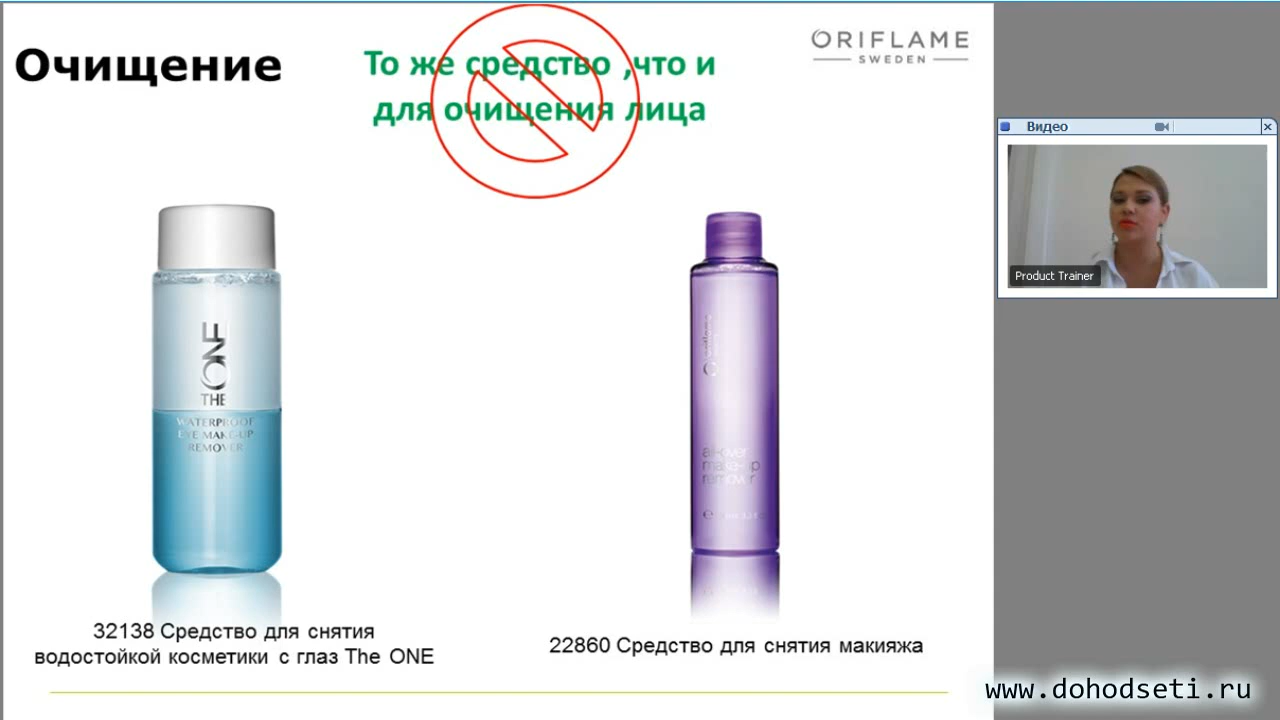 Очищение
То же средство ,что и
для очищения лица
ORIFLAME
SWEDEN
Видео
Product Trainer
THE ONE
WATERPROOF
EYE MAKE-UP
REMOVER
Oriflame
all-over
make-up
remover
32138 Средство для снятия
водостойкой косметики с глаз The ONE
22860 Средство для снятия макияжа
www.dohodseti.ru